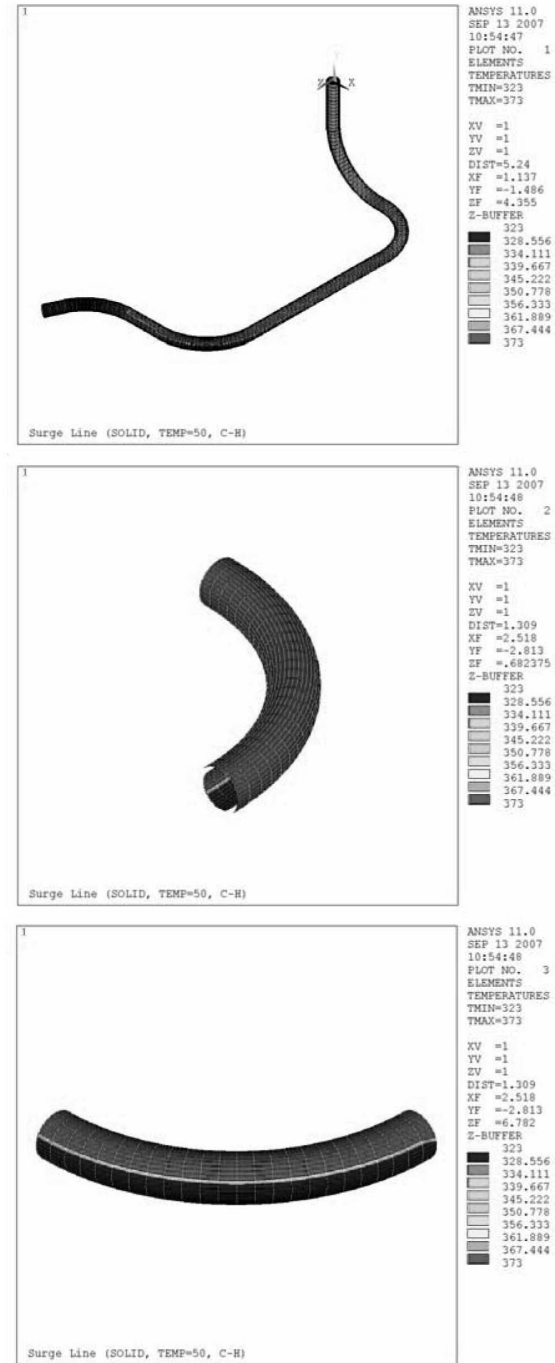 1
ANSYS 11.0
SEP 13 2007
10:54:47
PLOT NO. 1
ELEMENTS
TEMPERATURES
TMIN=323
TMAX=373
XV =1
YV =1
ZV =1
DIST=5.24
XF =1.137
YF =-1.486
ZF =4.355
Z-BUFFER
323
328.556
334.111
339.667
345.222
350.778
356.333
361.889
367.444
373
X
Surge Line (SOLID, TEMP=50, C-H)
1
ANSYS 11.0
SEP 13 2007
10:54:48
PLOT NO. 2
ELEMENTS
TEMPERATURES
TMIN=323
TMAX=373
XV =1
YV =1
ZV =1
DIST=1.309
XF =2.518
YF =-2.813
ZF =.682375
Z-BUFFER
323
328.556
334.111
339.667
345.222
350.778
356.333
361.889
367.444
373
Surge Line (SOLID, TEMP=50, C-H)
1
ANSYS 11.0
SEP 13 2007
10:54:48
PLOT NO. 3
ELEMENTS
TEMPERATURES
TMIN=323
TMAX=373
XV =1
YV =1
ZV =1
DIST=1.309
XF =2.518
YF =-2.813
ZF =6.782
Z-BUFFER
323
328.556
334.111
339.667
345.222
350.778
356.333
361.889
367.444
373
Surge Line (SOLID, TEMP=50, C-H)